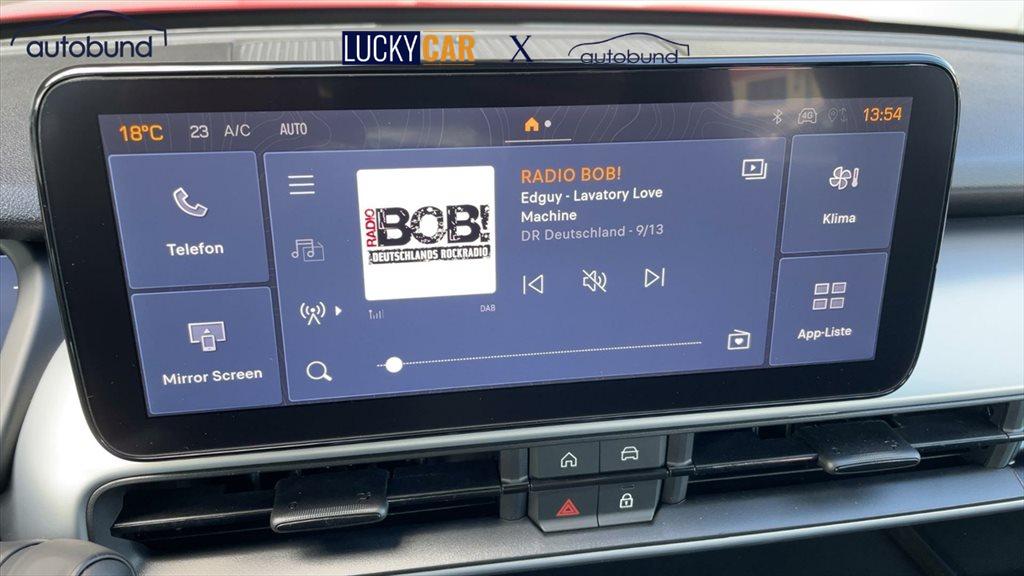 autobund
LUCKYCAR X autobund
18°C 23 A/C AUTO
4G 13:54
Telefon
Mirror Screen
RADIO BOB!
DEUTSCHLANDS ROCKRADIO
DAB
RADIO BOB!
Edguy - Lavatory Love
Machine
DR Deutschland - 9/13
Klima
App-Liste